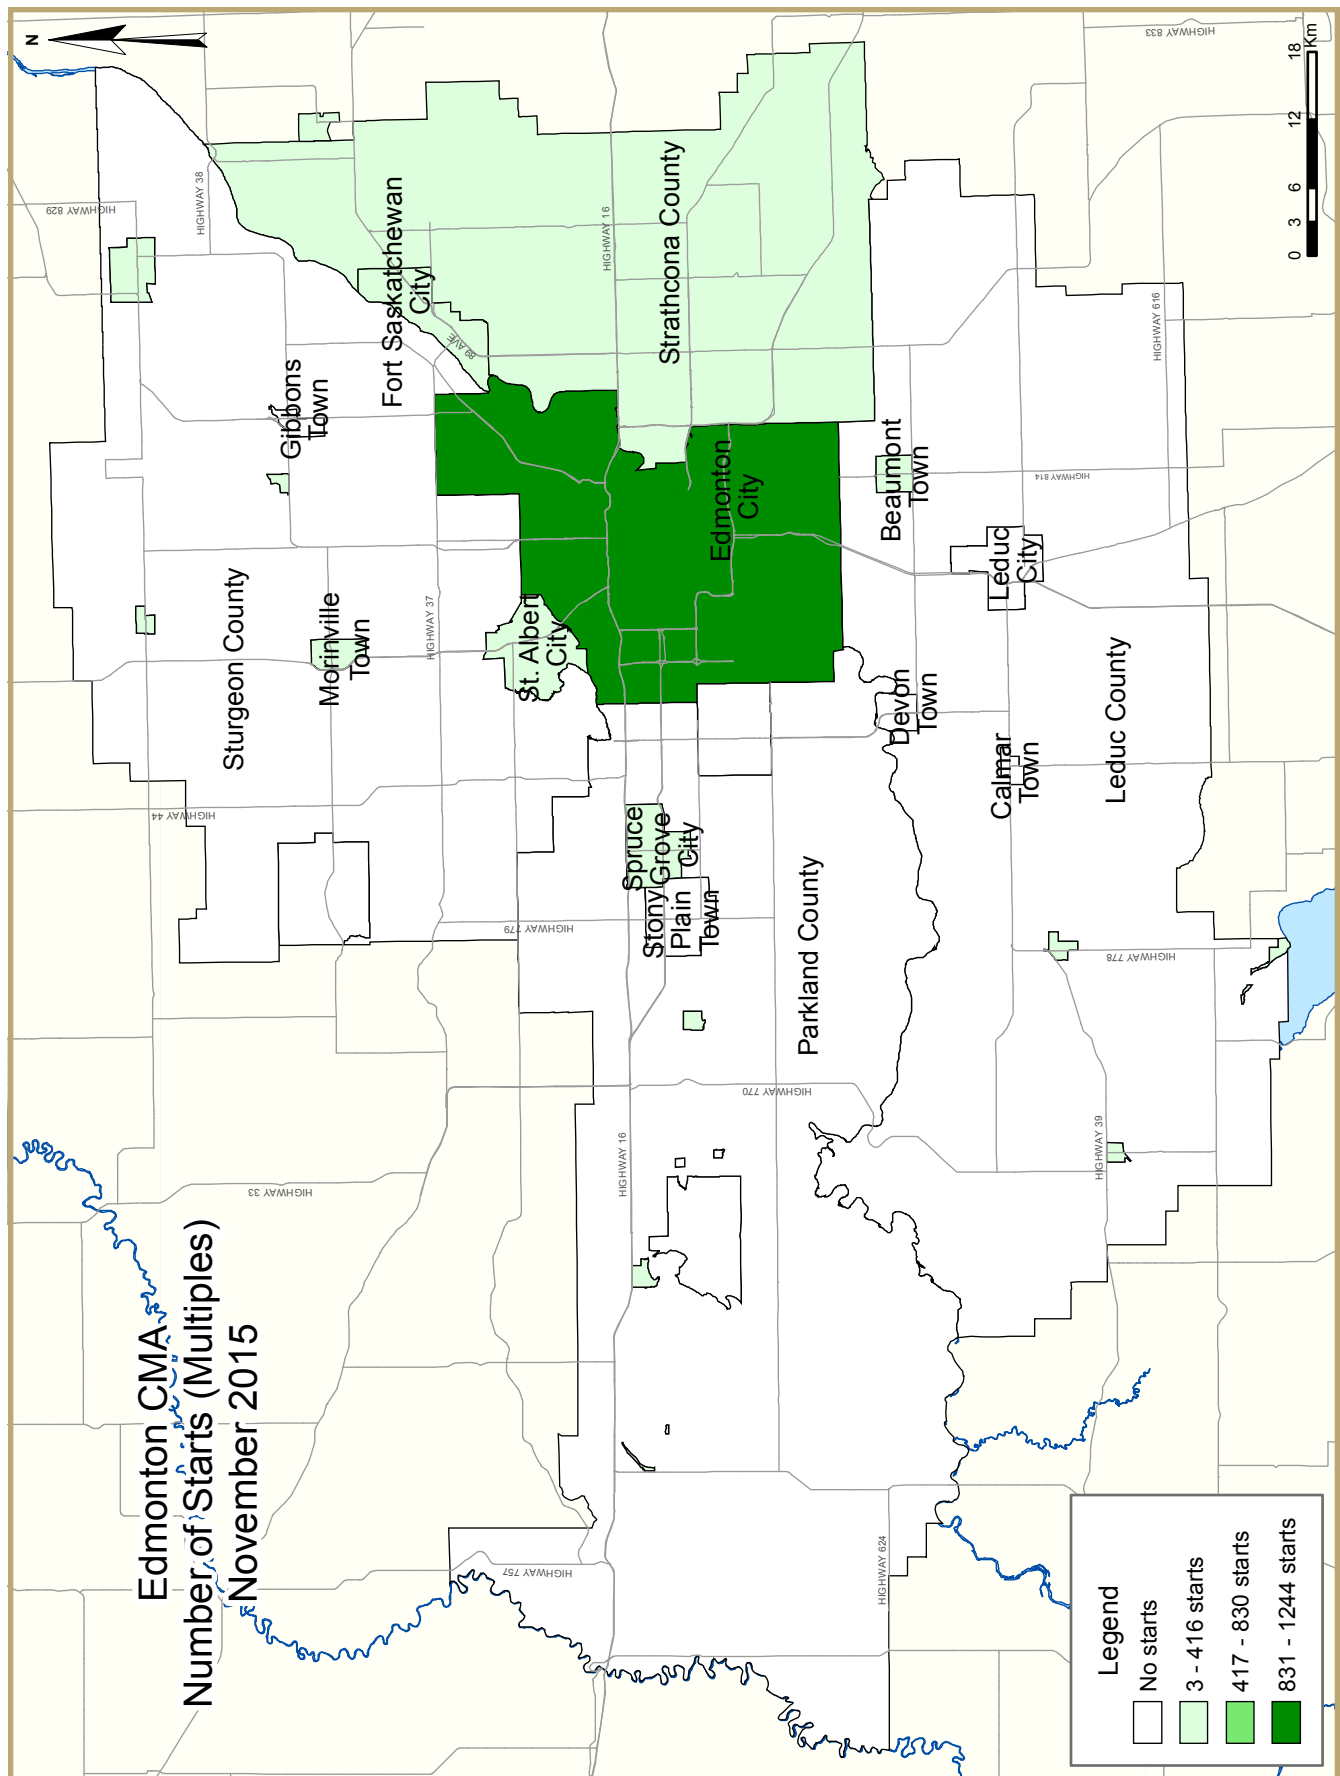 Edmonton CMA
Number of Starts (Multiples)
November 2015
N
HIGHWAY 757
HIGHWAY 33
HIGHWAY 44
HIGHWAY 829
HIGHWAY 38
HIGHWAY 833
HIGHWAY 37
HIGHWAY 779
HIGHWAY 16
HIGHWAY 16
HIGHWAY 770
HIGHWAY 624
HIGHWAY 39
HIGHWAY 778
HIGHWAY 814
HIGHWAY 616
89 AVE
Sturgeon County
Morinville
Town
Gibbons
Town
Fort Saskatchewan
City
St. Albert
City
Strathcona County
Edmonton
City
Spruce
Grove
City
Stony
Plain
Town
Parkland County
Beaumont
Town
Devon
Town
Leduc
City
Calmar
Town
Leduc County
Legend
No starts
3 - 416 starts
417 - 830 starts
831 - 1244 starts
0 3 6 12 18
Km